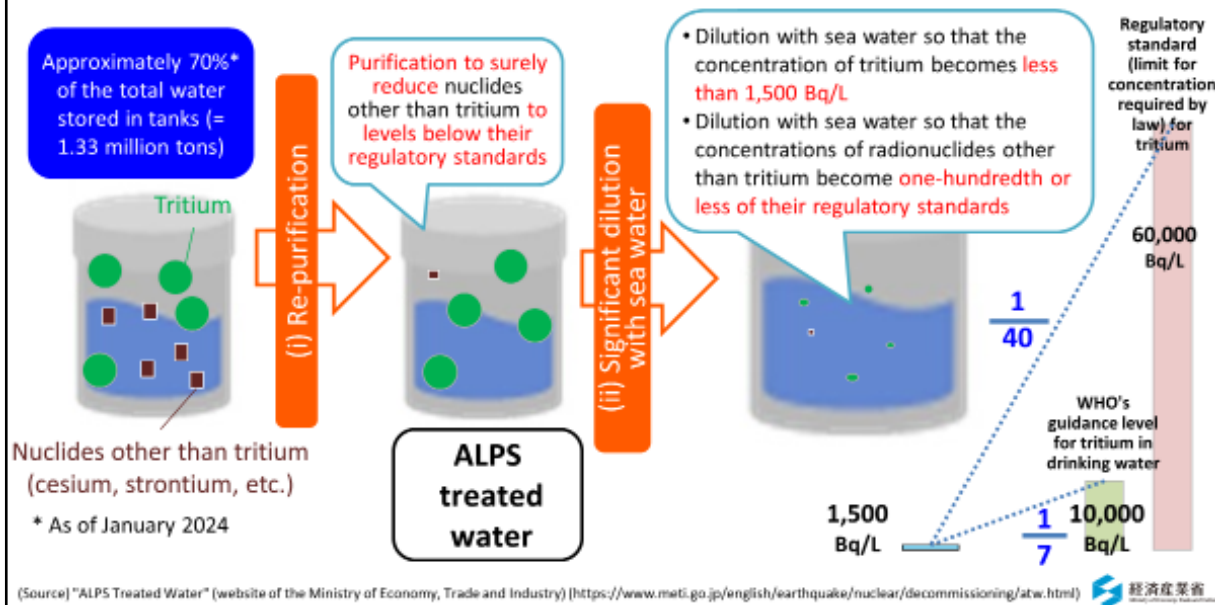 Approximately 70%*
of the total water
stored in tanks (=
1.33 million tons)
Tritium
Nuclides other than tritium
(cesium, strontium, etc.)
* As of January 2024
(i) Re-purification
Purification to surely
reduce nuclides
other than tritium to
levels below their
regulatory standards
ALPS
treated
water
(ii) Significant dilution
with sea water
• Dilution with sea water so that the
concentration of tritium becomes less
than 1,500 Bq/L
• Dilution with sea water so that the
concentrations of radionuclides other
than tritium become one-hundredth or
less of their regulatory standards
Regulatory
standard
(limit for
concentration
required by
law) for
tritium
60,000
Bq/L
1
40
WHO's
guidance level
for tritium in
drinking water
1,500
Bq/L
1
7
10,000
Bq/L
(Source) "ALPS Treated Water" (website of the Ministry of Economy, Trade and Industry) (https://www.meti.go.jp/english/earthquake/nuclear/decommissioning/atw.html)
経済産業省